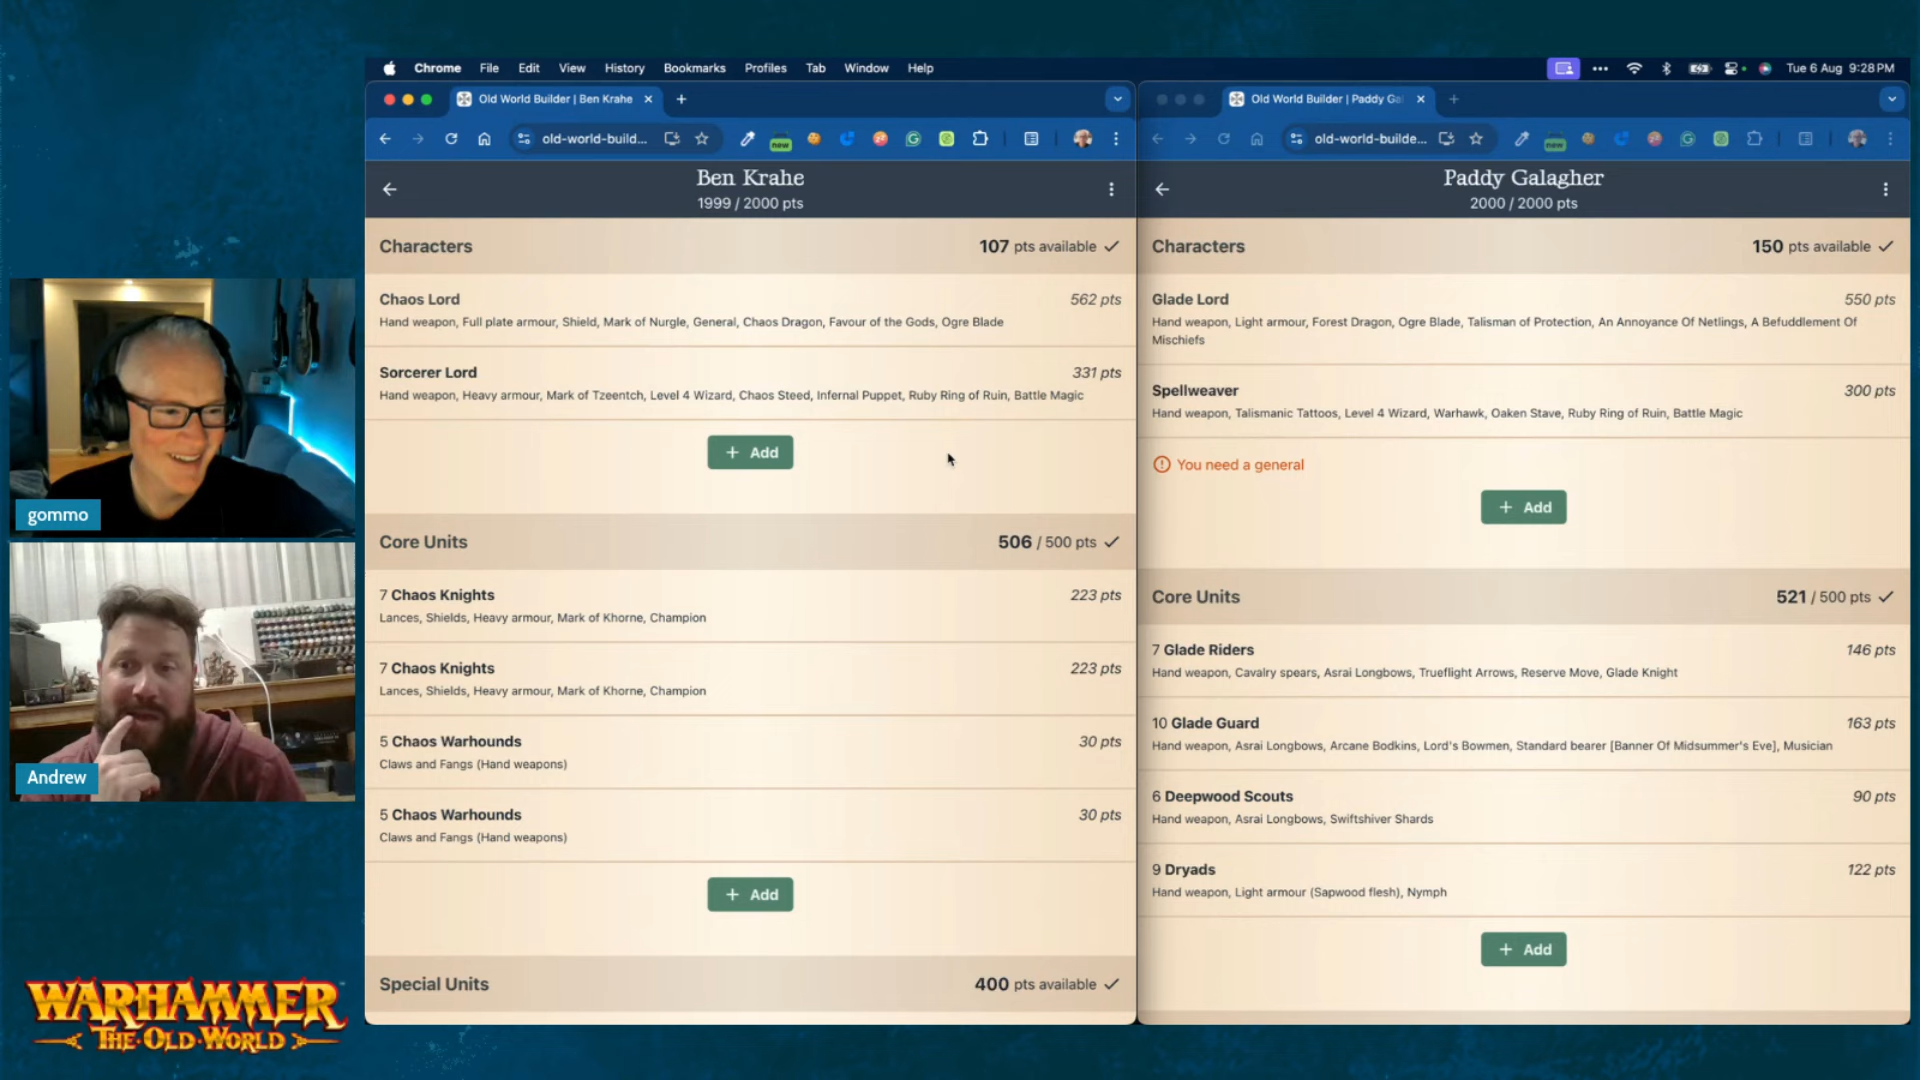 Chrome File Edit View History Bookmarks Profiles Tab Window Help
Tue 6 Aug 9:28 PM
Old World Builder | Ben Krahe
Old World Builder | Paddy Gal
old-world-build...
new
old-world-builde...
new
Ben Krahe
1999 / 2000 pts
Characters 107 pts available
Chaos Lord 562 pts
Hand weapon, Full plate armour, Shield, Mark of Nurgle, General, Chaos Dragon, Favour of the Gods, Ogre Blade
Sorcerer Lord 331 pts
Hand weapon, Heavy armour, Mark of Tzeentch, Level 4 Wizard, Chaos Steed, Infernal Puppet, Ruby Ring of Ruin, Battle Magic
+ Add
Core Units 506 / 500 pts
7 Chaos Knights 223 pts
Lances, Shields, Heavy armour, Mark of Khorne, Champion
7 Chaos Knights 223 pts
Lances, Shields, Heavy armour, Mark of Khorne, Champion
5 Chaos Warhounds 30 pts
Claws and Fangs (Hand weapons)
5 Chaos Warhounds 30 pts
Claws and Fangs (Hand weapons)
+ Add
Special Units 400 pts available
Paddy Galagher
2000 / 2000 pts
Characters 150 pts available
Glade Lord 550 pts
Hand weapon, Light armour, Forest Dragon, Ogre Blade, Talisman of Protection, An Annoyance Of Netlings, A Befuddlement Of
Mischiefs
Spellweaver 300 pts
Hand weapon, Talismanic Tattoos, Level 4 Wizard, Warhawk, Oaken Stave, Ruby Ring of Ruin, Battle Magic
You need a general
+ Add
Core Units 521 / 500 pts
7 Glade Riders 146 pts
Hand weapon, Cavalry spears, Asrai Longbows, Trueflight Arrows, Reserve Move, Glade Knight
10 Glade Guard 163 pts
Hand weapon, Asrai Longbows, Arcane Bodkins, Lord's Bowmen, Standard bearer [Banner Of Midsummer's Eve], Musician
6 Deepwood Scouts 90 pts
Hand weapon, Asrai Longbows, Swiftshiver Shards
9 Dryads 122 pts
Hand weapon, Light armour (Sapwood flesh), Nymph
+ Add
gommo
Andrew
WARHAMMER
THE·OLD·WORLD